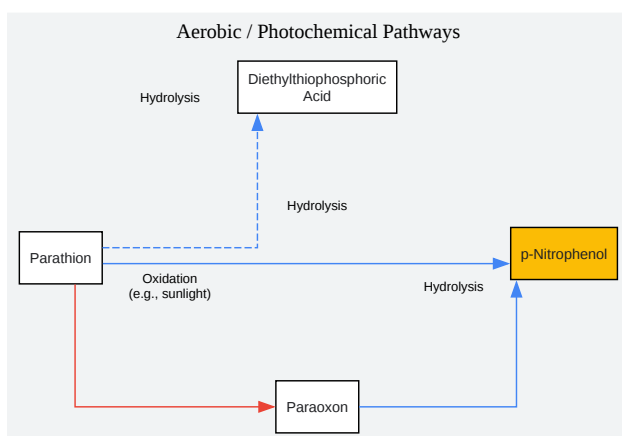 Aerobic / Photochemical Pathways
Diethylthiophosphoric
Acid
Hydrolysis
Hydrolysis
Parathion
p-Nitrophenol
Oxidation
(e.g., sunlight)
Hydrolysis
Paraoxon